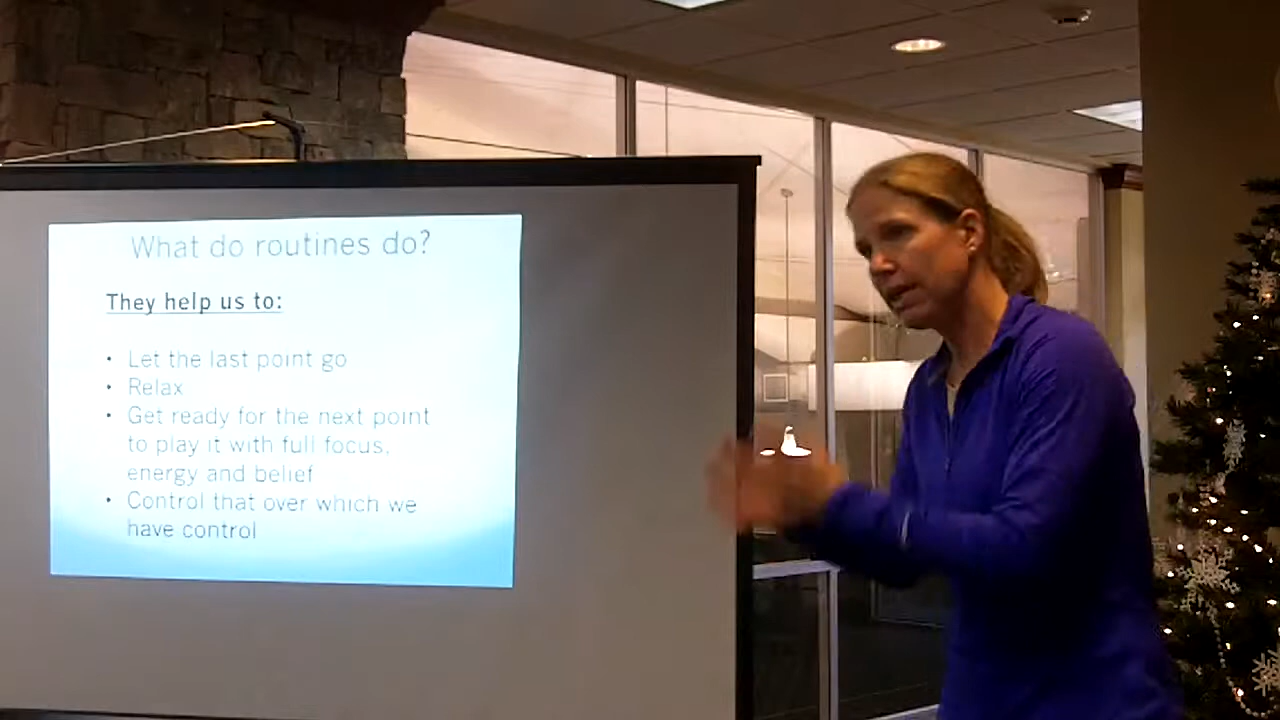 What do routines do?
They help us to:
• Let the last point go
• Relax
• Get ready for the next point
to play it with full focus,
energy and belief
• Control that over which we
have control